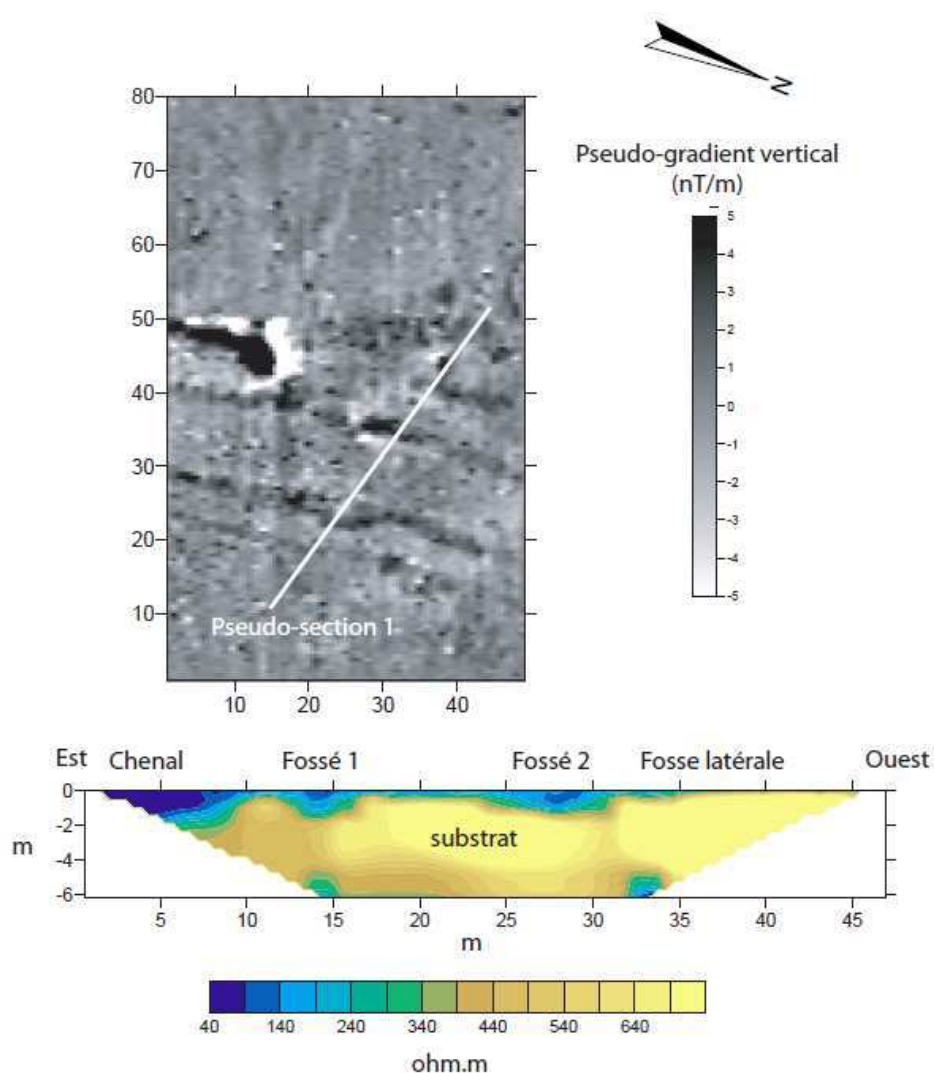 N
Pseudo-gradient vertical
(nT/m)
80
70
60
50
40
30
20
10
5
4
3
2
1
0
-1
-2
-3
-4
-5
Pseudo-section 1
10 20 30 40
Est Chenal Fossé 1 Fossé 2 Fosse latérale Ouest
0
-2
-4
-6
m
substrat
5 10 15 20 25 30 35 40 45
m
40 140 240 340 440 540 640
ohm.m